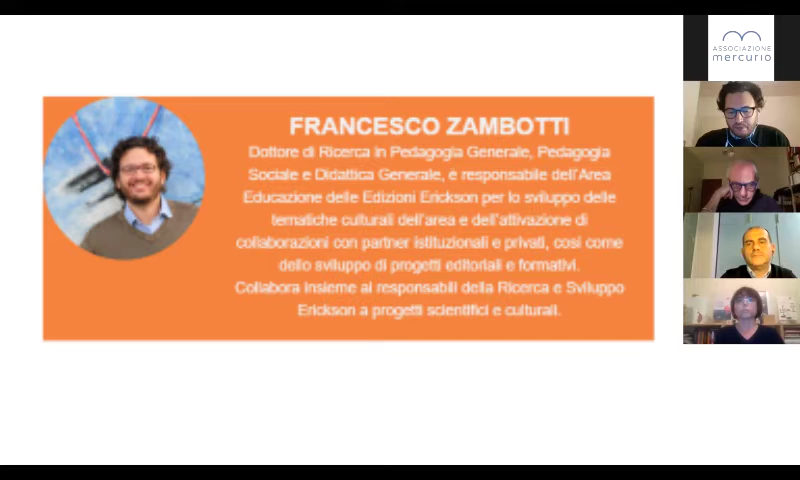 FRANCESCO ZAMBOTTI
Dottore di Ricerca in Pedagogia Generale, Pedagogia
Sociale e Didattica Generale, è responsabile dell'Area
Educazione delle Edizioni Erickson per lo sviluppo delle
tematiche culturali dell'area e dell'attivazione di
collaborazioni con partner istituzionali e privati, così come
dello sviluppo di progetti editoriali e formativi.
Collabora insieme ai responsabili della Ricerca e Sviluppo
Erickson a progetti scientifici e culturali.
ASSOCIAZIONE
mercurio